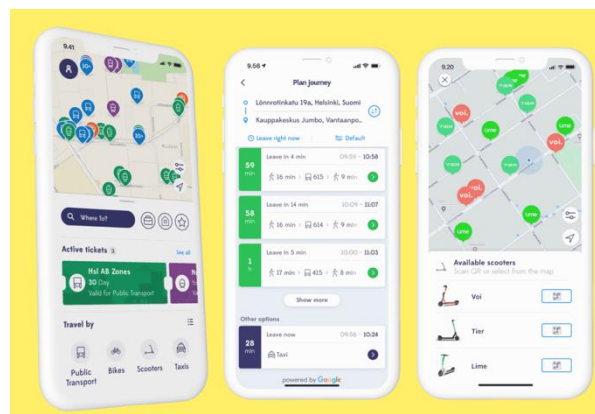 9.41
10+
10+
Where to?
Active tickets 3
See all
Hsl AB Zones
30 Day
Valid for Public Transport
Travel by
Public Transport
Bikes
Scooters
Taxis
9.56
Plan journey
Lönnrotinkatu 19a, Helsinki, Suomi
Kauppakeskus Jumbo, Vantaanpo..
Leave right now
Default
59 min
Leave in 4 min
09:59 - 10:58
16 min
615
9 min
58 min
Leave in 14 min
10:09 - 11:07
16 min
614
9 min
1 h
Leave in 5 min
10:00 - 11:03
17 min
415
8 min
Show more
Other options
28 min
Leave now
09:56 - 10:24
Taxi
powered by Google
9.20
voi.
voi.
TIER
TIER
Lime
Lime
Available scooters
Scan QR or select from the map
Voi
Tier
Lime